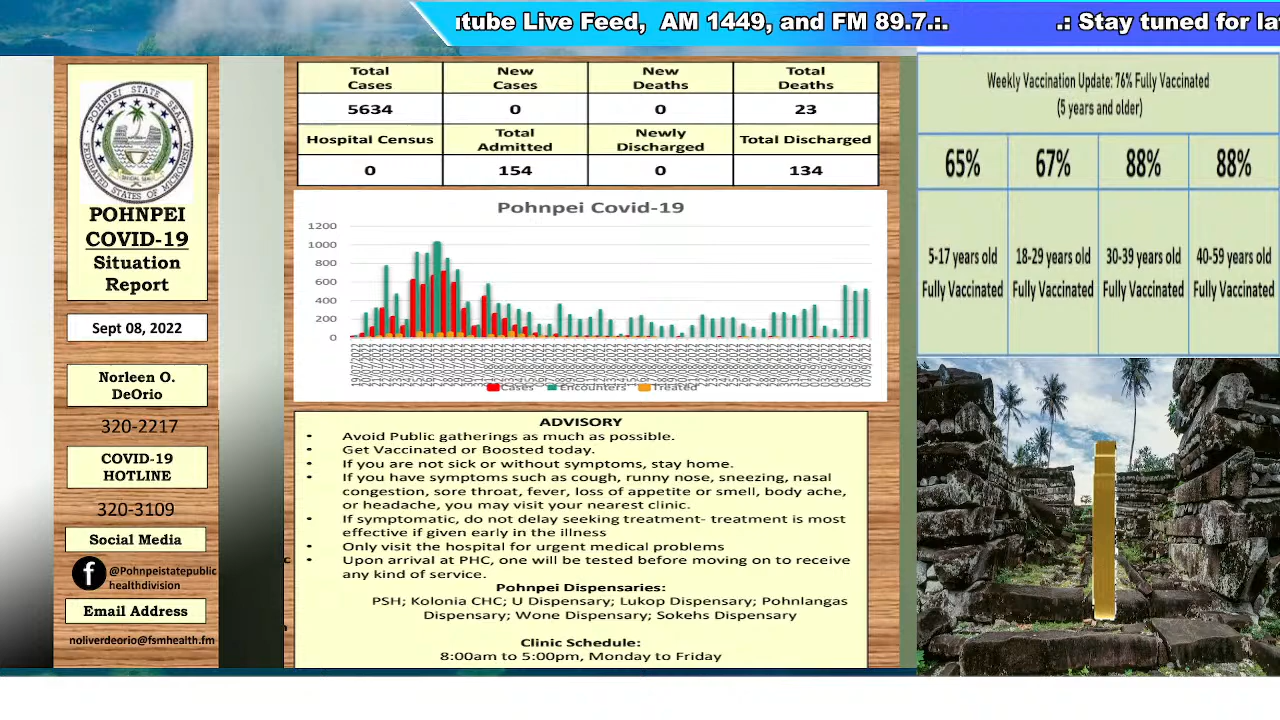 utube Live Feed, AM 1449, and FM 89.7.:.
.: Stay tuned for la
POHNPEI STATE SEAL
FEDERATED STATES OF MICRONESIA
POHNPEI
COVID-19
Situation
Report
Sept 08, 2022
Norleen O.
DeOrio
320-2217
COVID-19
HOTLINE
320-3109
Social Media
@Pohnpeistatepublic
healthdivision
Email Address
noliverdeorio@fsmhealth.fm
Total Cases New Cases New Deaths Total Deaths
5634 0 0 23
Hospital Census Total Admitted Newly Discharged Total Discharged
0 154 0 134
Pohnpei Covid-19
1200
1000
800
600
400
200
0
Cases Encounters Treated
ADVISORY
• Avoid Public gatherings as much as possible.
• Get Vaccinated or Boosted today.
• If you are not sick or without symptoms, stay home.
• If you have symptoms such as cough, runny nose, sneezing, nasal
congestion, sore throat, fever, loss of appetite or smell, body ache,
or headache, you may visit your nearest clinic.
• If symptomatic, do not delay seeking treatment- treatment is most
effective if given early in the illness
• Only visit the hospital for urgent medical problems
• Upon arrival at PHC, one will be tested before moving on to receive
any kind of service.
Pohnpei Dispensaries:
PSH; Kolonia CHC; U Dispensary; Lukop Dispensary; Pohnlangas
Dispensary; Wone Dispensary; Sokehs Dispensary
Clinic Schedule:
8:00am to 5:00pm, Monday to Friday
Weekly Vaccination Update: 76% Fully Vaccinated
(5 years and older)
65% 67% 88% 88%
5-17 years old 18-29 years old 30-39 years old 40-59 years old
Fully Vaccinated Fully Vaccinated Fully Vaccinated Fully Vaccinated